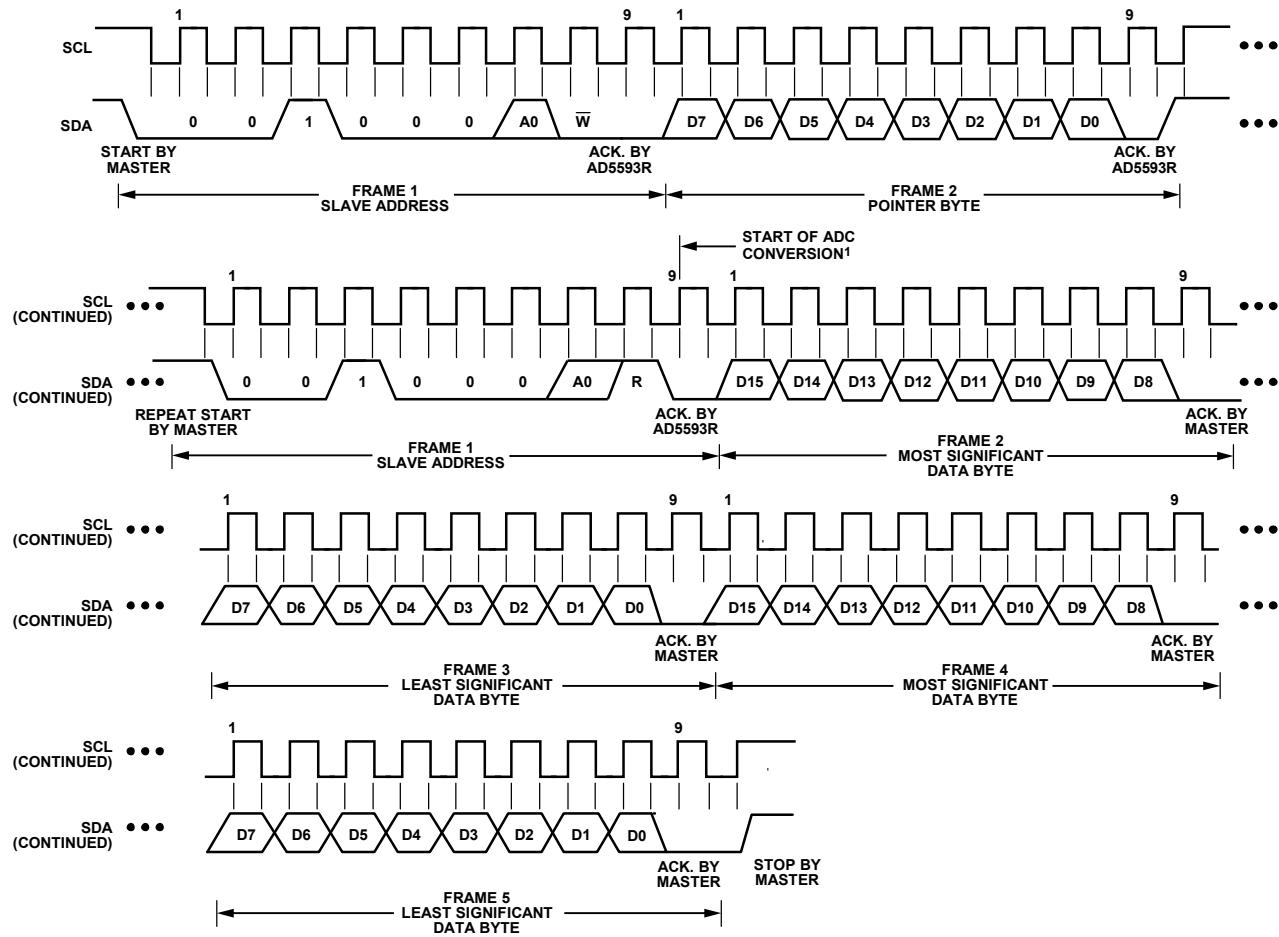 1 9 1 9
SCL
SDA
0 0 1 0 0 0 A0 W D7 D6 D5 D4 D3 D2 D1 D0
START BY
MASTER
ACK. BY
AD5593R
ACK. BY
AD5593R
FRAME 1
SLAVE ADDRESS
FRAME 2
POINTER BYTE
START OF ADC
CONVERSION1
1 9 1 9
SCL
(CONTINUED)
SDA
(CONTINUED)
0 0 1 0 0 0 A0 R D15 D14 D13 D12 D11 D10 D9 D8
REPEAT START
BY MASTER
ACK. BY
AD5593R
ACK. BY
MASTER
FRAME 1
SLAVE ADDRESS
FRAME 2
MOST SIGNIFICANT
DATA BYTE
1 9 1 9
SCL
(CONTINUED)
SDA
(CONTINUED)
D7 D6 D5 D4 D3 D2 D1 D0 D15 D14 D13 D12 D11 D10 D9 D8
ACK. BY
MASTER
ACK. BY
MASTER
FRAME 3
LEAST SIGNIFICANT
DATA BYTE
FRAME 4
MOST SIGNIFICANT
DATA BYTE
1 9
SCL
(CONTINUED)
SDA
(CONTINUED)
D7 D6 D5 D4 D3 D2 D1 D0
ACK. BY
MASTER
STOP BY
MASTER
FRAME 5
LEAST SIGNIFICANT
DATA BYTE